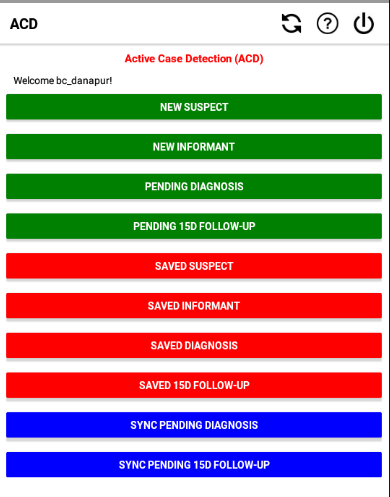 ACD
Active Case Detection (ACD)
Welcome bc_danapur!
NEW SUSPECT
NEW INFORMANT
PENDING DIAGNOSIS
PENDING 15D FOLLOW-UP
SAVED SUSPECT
SAVED INFORMANT
SAVED DIAGNOSIS
SAVED 15D FOLLOW-UP
SYNC PENDING DIAGNOSIS
SYNC PENDING 15D FOLLOW-UP